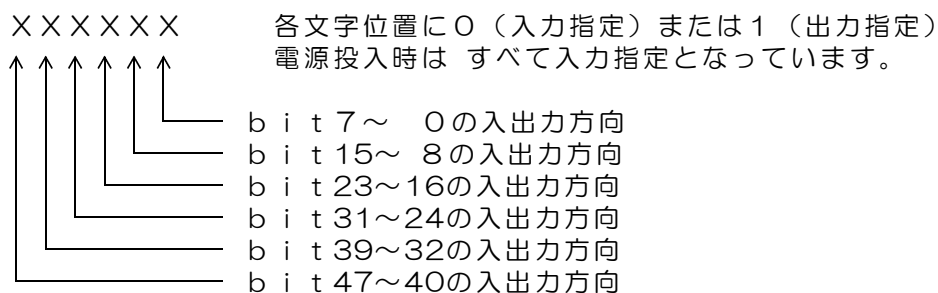 XXXXXX 各文字位置に0（入力指定）または1（出力指定）
電源投入時は すべて入力指定となっています。
bit7～ 0の入出力方向
bit15～ 8の入出力方向
bit23～16の入出力方向
bit31～24の入出力方向
bit39～32の入出力方向
bit47～40の入出力方向